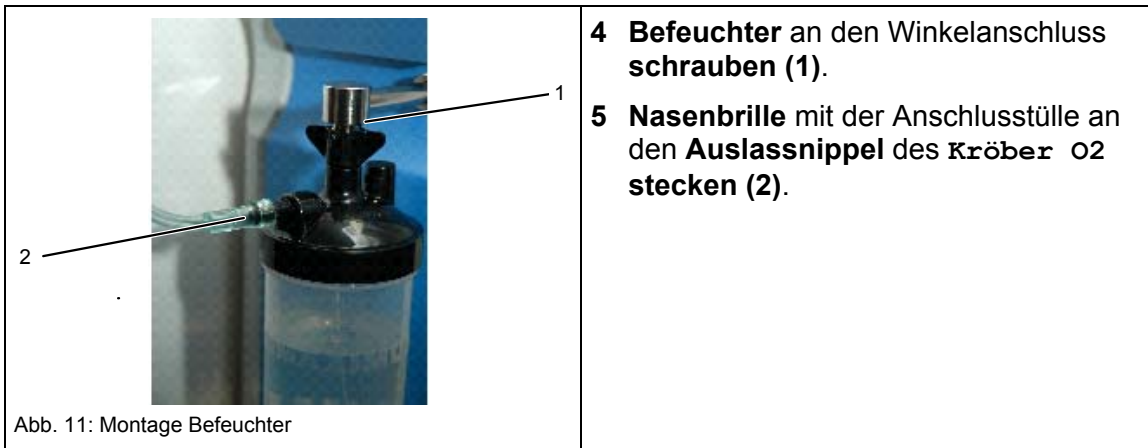 1
2
Abb. 11: Montage Befeuchter
4 Befeuchter an den Winkelanschluss
schrauben (1).
5 Nasenbrille mit der Anschlusstülle an
den Auslassnippel des Kröber O2
stecken (2).